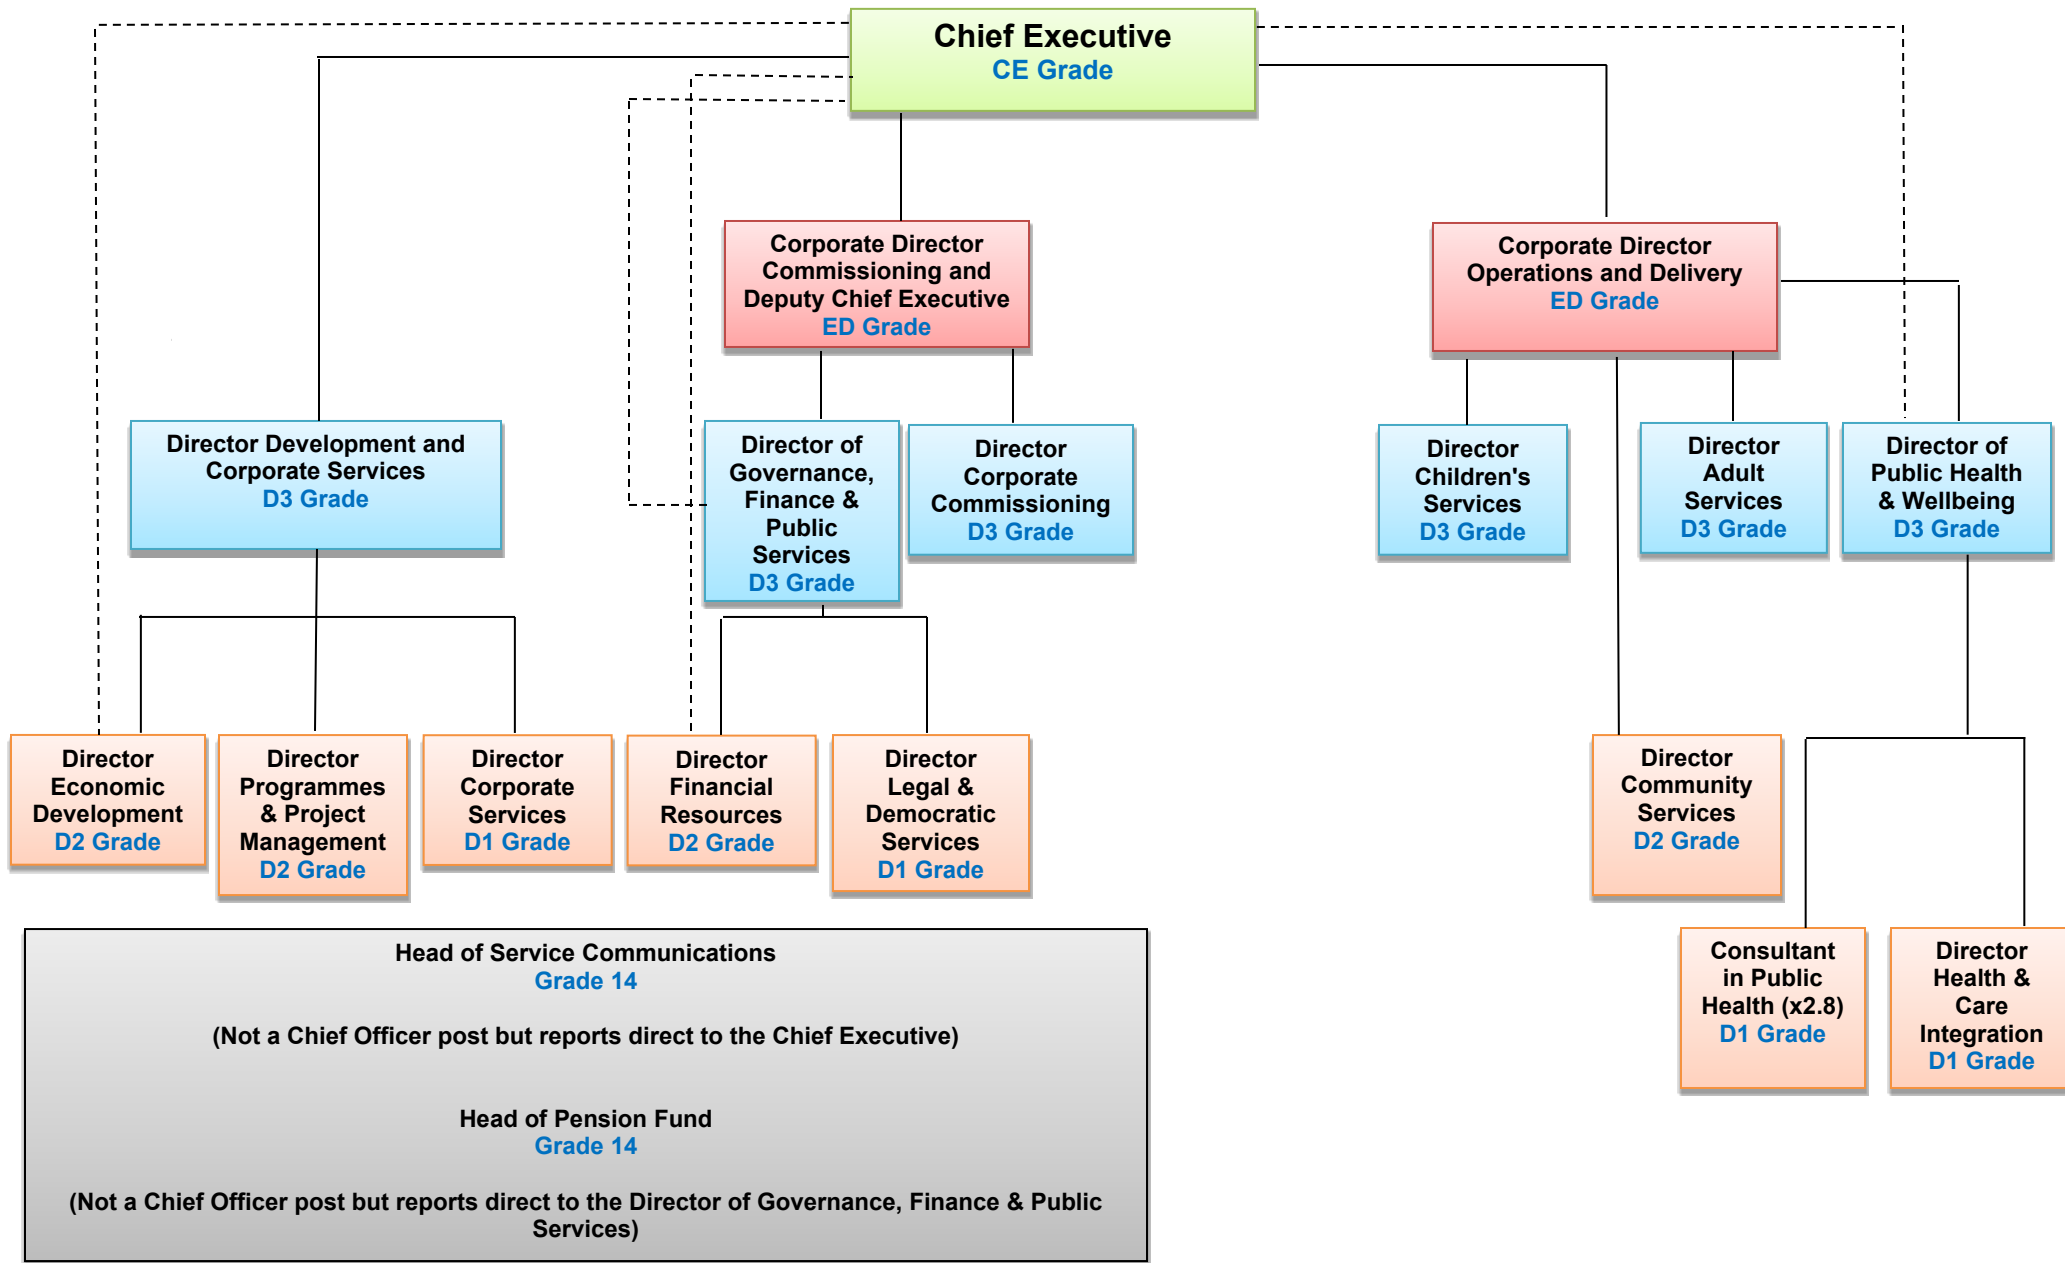 Chief Executive
CE Grade
Corporate Director
Commissioning and
Deputy Chief Executive
ED Grade
Corporate Director
Operations and Delivery
ED Grade
Director Development and
Corporate Services
D3 Grade
Director of
Governance,
Finance &
Public
Services
D3 Grade
Director
Corporate
Commissioning
D3 Grade
Director
Children's
Services
D3 Grade
Director
Adult
Services
D3 Grade
Director of
Public Health
& Wellbeing
D3 Grade
Director
Economic
Development
D2 Grade
Director
Programmes
& Project
Management
D2 Grade
Director
Corporate
Services
D1 Grade
Director
Financial
Resources
D2 Grade
Director
Legal &
Democratic
Services
D1 Grade
Director
Community
Services
D2 Grade
Consultant
in Public
Health (x2.8)
D1 Grade
Director
Health &
Care
Integration
D1 Grade
Head of Service Communications
Grade 14
(Not a Chief Officer post but reports direct to the Chief Executive)
Head of Pension Fund
Grade 14
(Not a Chief Officer post but reports direct to the Director of Governance, Finance & Public
Services)